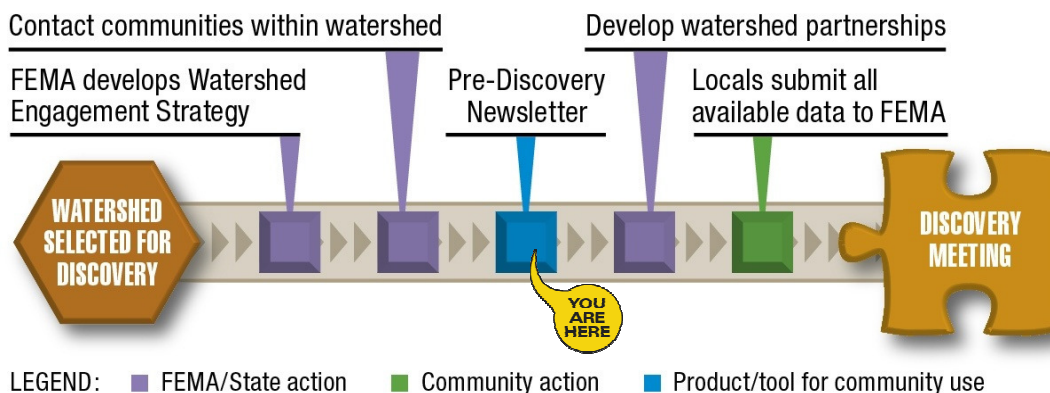 Contact communities within watershed
Develop watershed partnerships
FEMA develops Watershed
Engagement Strategy
Pre-Discovery
Newsletter
Locals submit all
available data to FEMA
WATERSHED
SELECTED FOR
DISCOVERY
DISCOVERY
MEETING
YOU
ARE
HERE
LEGEND:
FEMA/State action
Community action
Product/tool for community use